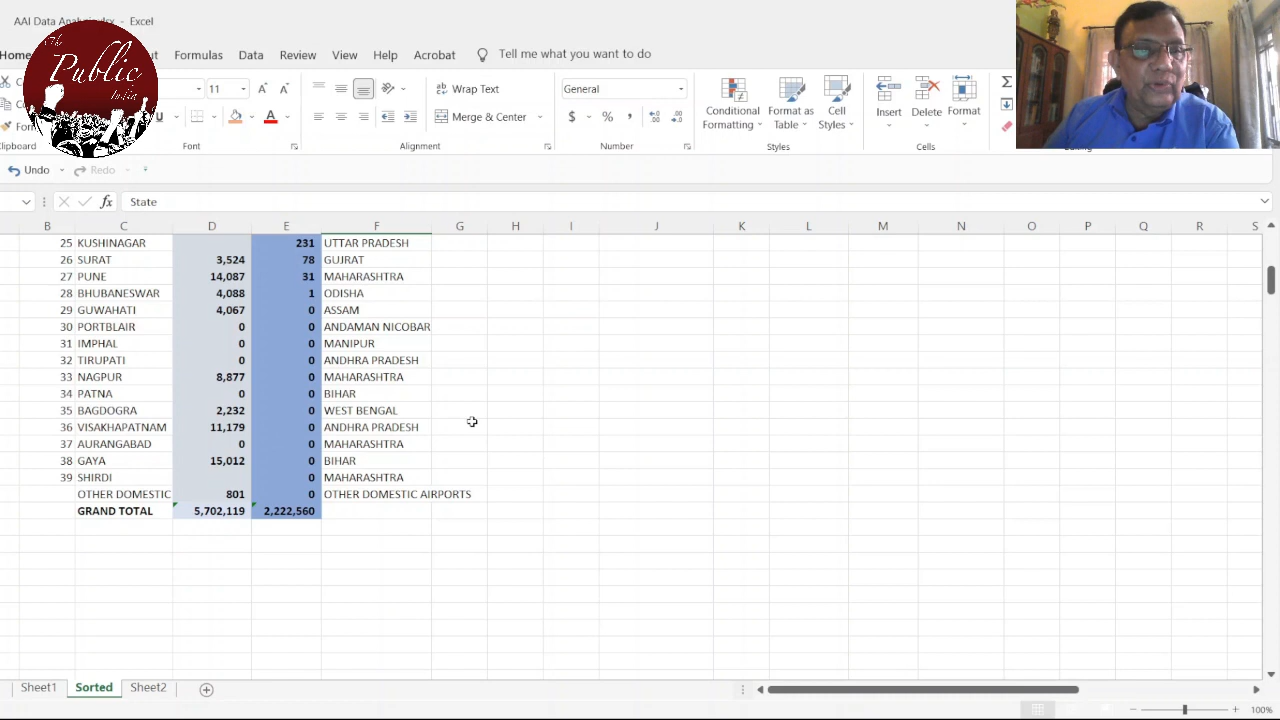 AAI Data Analysis.xlsx - Excel
The
Public
India
Home
Formulas
Data
Review
View
Help
Acrobat
Tell me what you want to do
11
Wrap Text
General
Merge & Center
Conditional
Formatting
Format as
Table
Cell
Styles
Insert
Delete
Format
Font
Alignment
Number
Styles
Cells
Undo
Redo
fx
State
B C D E F G H I J K L M N O P Q R S
25 KUSHINAGAR 231 UTTAR PRADESH
26 SURAT 3,524 78 GUJRAT
27 PUNE 14,087 31 MAHARASHTRA
28 BHUBANESWAR 4,088 1 ODISHA
29 GUWAHATI 4,067 0 ASSAM
30 PORTBLAIR 0 0 ANDAMAN NICOBAR
31 IMPHAL 0 0 MANIPUR
32 TIRUPATI 0 0 ANDHRA PRADESH
33 NAGPUR 8,877 0 MAHARASHTRA
34 PATNA 0 0 BIHAR
35 BAGDOGRA 2,232 0 WEST BENGAL
36 VISAKHAPATNAM 11,179 0 ANDHRA PRADESH
37 AURANGABAD 0 0 MAHARASHTRA
38 GAYA 15,012 0 BIHAR
39 SHIRDI 0 MAHARASHTRA
OTHER DOMESTIC 801 0 OTHER DOMESTIC AIRPORTS
GRAND TOTAL 5,702,119 2,222,560
Sheet1
Sorted
Sheet2
100%